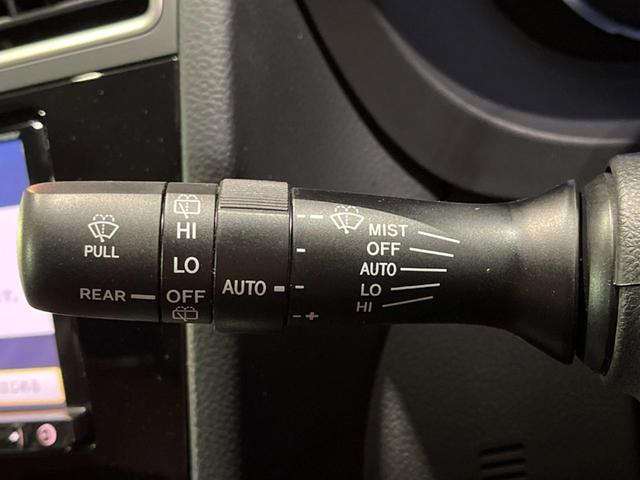 PULL
REAR
HI
LO
OFF
AUTO
- +
MIST
OFF
AUTO
LO
HI